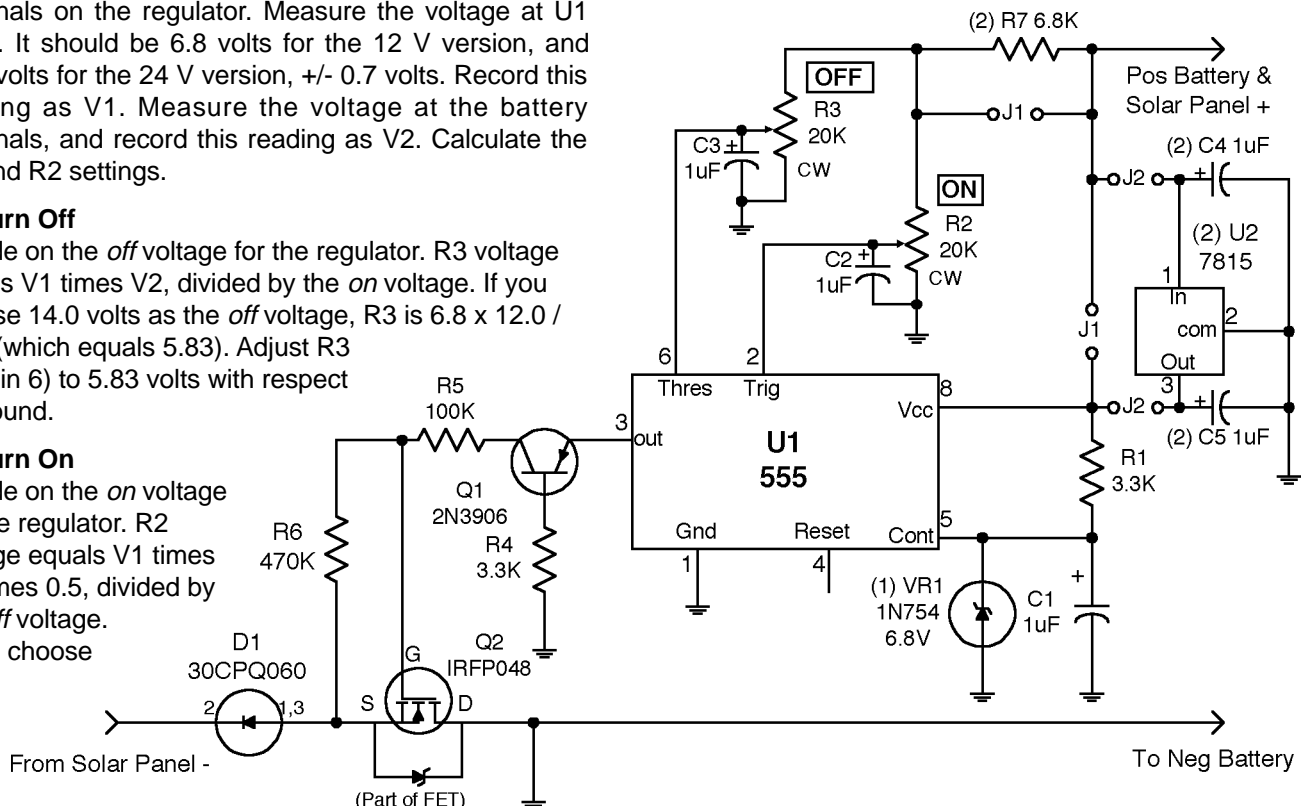 nals on the regulator. Measure the voltage at U1
. It should be 6.8 volts for the 12 V version, and
volts for the 24 V version, +/- 0.7 volts. Record this
ng as V1. Measure the voltage at the battery
nals, and record this reading as V2. Calculate the
nd R2 settings.
urn Off
le on the off voltage for the regulator. R3 voltage
s V1 times V2, divided by the on voltage. If you
se 14.0 volts as the off voltage, R3 is 6.8 x 12.0 /
(which equals 5.83). Adjust R3
in 6) to 5.83 volts with respect
ound.
urn On
le on the on voltage
e regulator. R2
ge equals V1 times
mes 0.5, divided by
ff voltage.
choose
(2) R7 6.8K
Pos Battery &
Solar Panel +
OFF
R3
20K
CW
C3 +
1uF
J1
ON
R2
20K
CW
C2 +
1uF
(2) C4 1uF
J2 +
(2) U2
7815
1
In
com 2
Out
3
J1
J2 +
(2) C5 1uF
6
Thres
2
Trig
8
Vcc
3
out
U1
555
Gnd
1
Reset
4
Cont
5
R1
3.3K
(1) VR1
1N754
6.8V
+
C1
1uF
R5
100K
Q1
2N3906
R4
3.3K
R6
470K
D1
30CPQ060
2
1,3
G
Q2
IRFP048
S
D
(Part of FET)
From Solar Panel -
To Neg Battery